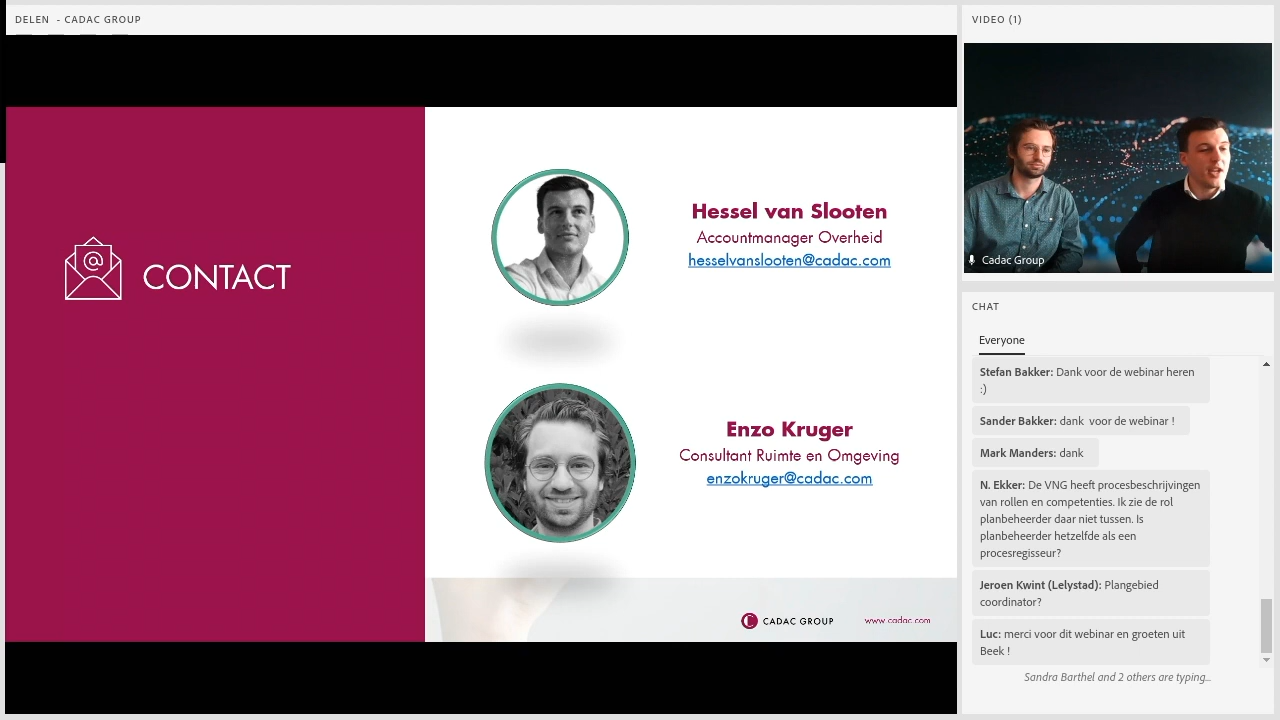 DELEN - CADAC GROUP
CONTACT
Hessel van Slooten
Accountmanager Overheid
hesselvanslooten@cadac.com
Enzo Kruger
Consultant Ruimte en Omgeving
enzokruger@cadac.com
CADAC GROUP
www.cadac.com
VIDEO (1)
Cadac Group
CHAT
Everyone
Stefan Bakker: Dank voor de webinar heren
:)
Sander Bakker: dank voor de webinar !
Mark Manders: dank
N. Ekker: De VNG heeft procesbeschrijvingen
van rollen en competenties. Ik zie de rol
planbeheerder daar niet tussen. Is
planbeheerder hetzelfde als een
procesregisseur?
Jeroen Kwint (Lelystad): Plangebied
coordinator?
Luc: merci voor dit webinar en groeten uit
Beek !
Sandra Barthel and 2 others are typing...